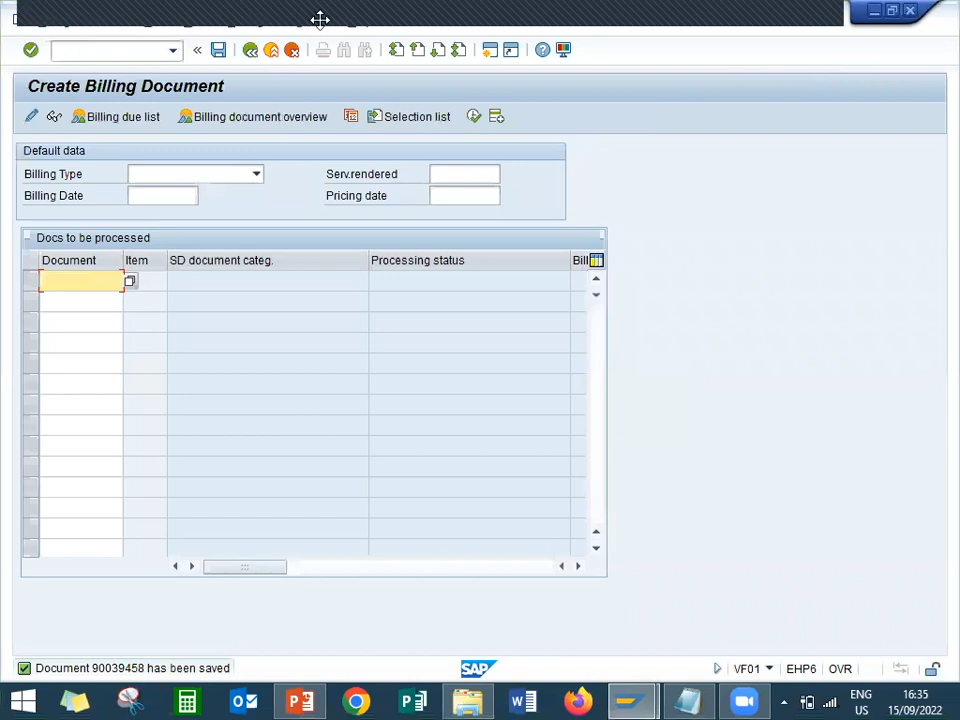 Create Billing Document
Billing due list Billing document overview Selection list
Default data
Billing Type Serv.rendered
Billing Date Pricing date
Docs to be processed
Document Item SD document categ. Processing status Bill
Document 90039458 has been saved SAP VF01 EHP6 OVR
ENG 16:35
US 15/09/2022